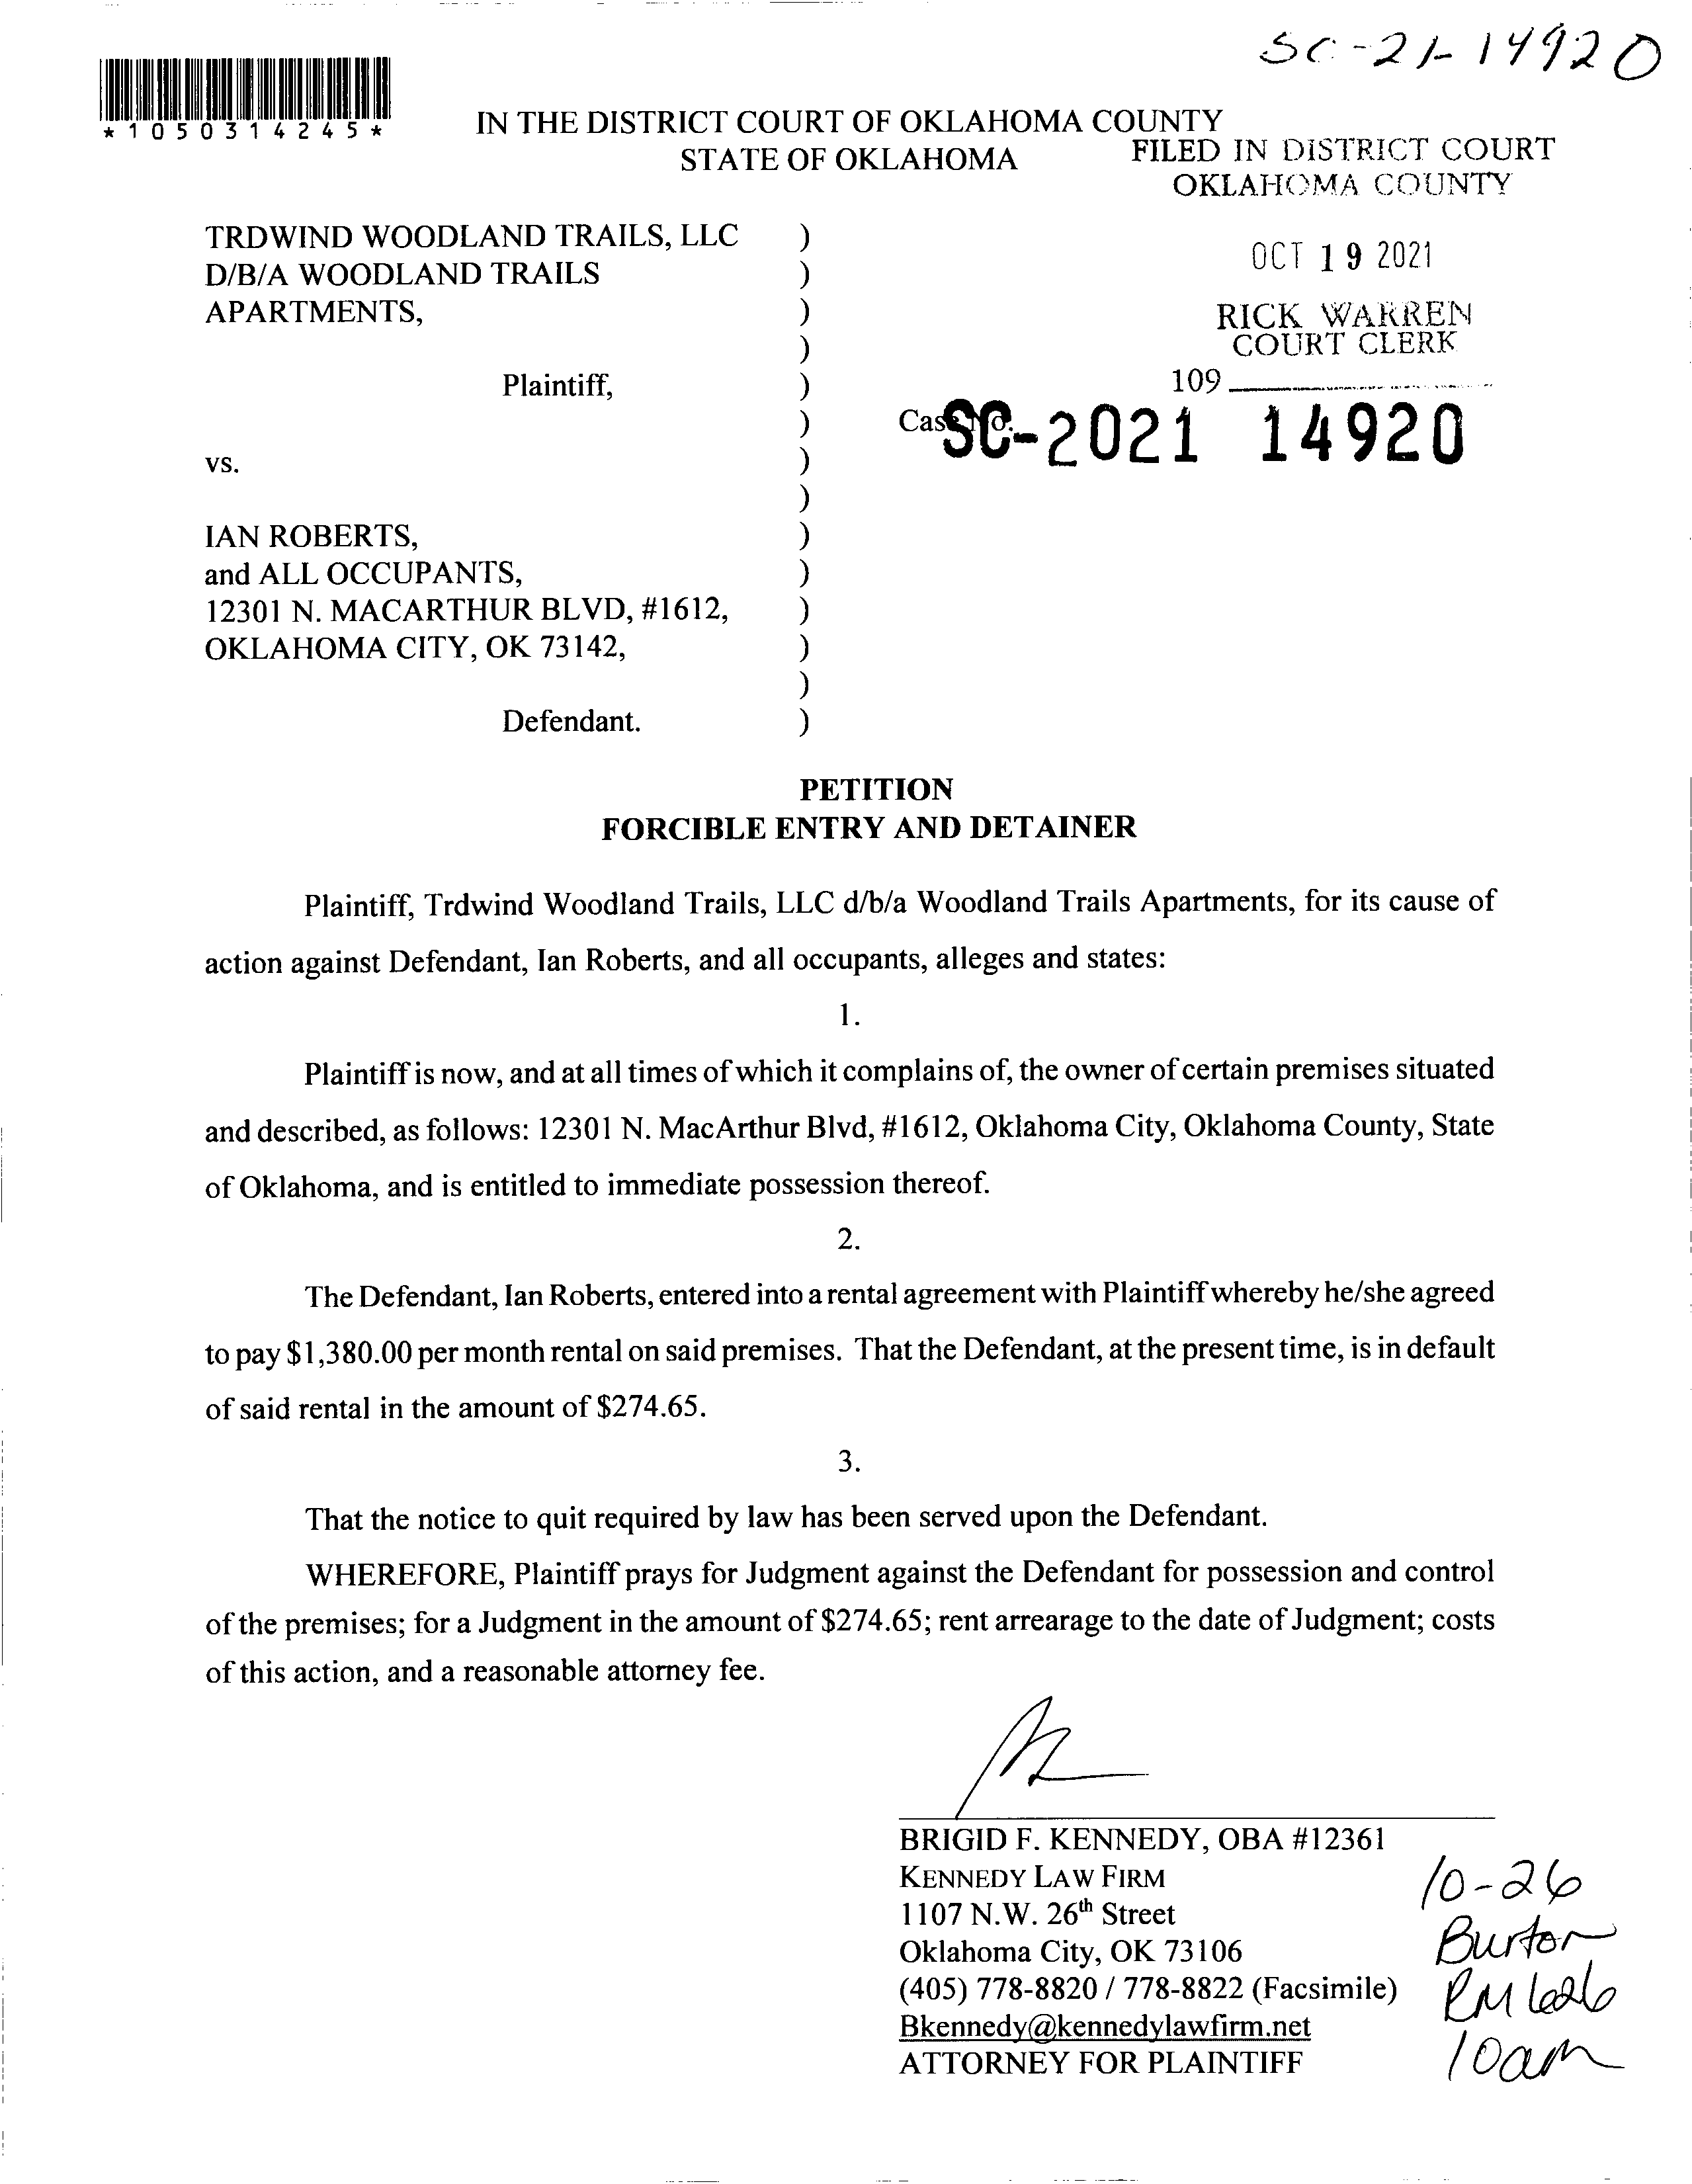 SC-21-14920
*1050314245*
IN THE DISTRICT COURT OF OKLAHOMA COUNTY
STATE OF OKLAHOMA
FILED IN DISTRICT COURT
OKLAHOMA COUNTY
TRDWIND WOODLAND TRAILS, LLC )
D/B/A WOODLAND TRAILS )
APARTMENTS, )
)
Plaintiff, )
)
vs. )
)
IAN ROBERTS, )
and ALL OCCUPANTS, )
12301 N. MACARTHUR BLVD, #1612, )
OKLAHOMA CITY, OK 73142, )
)
Defendant. )
OCT 19 2021
RICK WARREN
COURT CLERK
109
Case No. SC-2021 14920
PETITION
FORCIBLE ENTRY AND DETAINER
Plaintiff, Trdwind Woodland Trails, LLC d/b/a Woodland Trails Apartments, for its cause of
action against Defendant, Ian Roberts, and all occupants, alleges and states:
1.
Plaintiff is now, and at all times of which it complains of, the owner of certain premises situated
and described, as follows: 12301 N. MacArthur Blvd, #1612, Oklahoma City, Oklahoma County, State
of Oklahoma, and is entitled to immediate possession thereof.
2.
The Defendant, Ian Roberts, entered into a rental agreement with Plaintiff whereby he/she agreed
to pay $1,380.00 per month rental on said premises. That the Defendant, at the present time, is in default
of said rental in the amount of $274.65.
3.
That the notice to quit required by law has been served upon the Defendant.
WHEREFORE, Plaintiff prays for Judgment against the Defendant for possession and control
of the premises; for a Judgment in the amount of $274.65; rent arrearage to the date of Judgment; costs
of this action, and a reasonable attorney fee.
BRIGID F. KENNEDY, OBA #12361
KENNEDY LAW FIRM
1107 N.W. 26th Street
Oklahoma City, OK 73106
(405) 778-8820 / 778-8822 (Facsimile)
Bkennedy@kennedylawfirm.net
ATTORNEY FOR PLAINTIFF
10-26
Burton
RM 626
10am